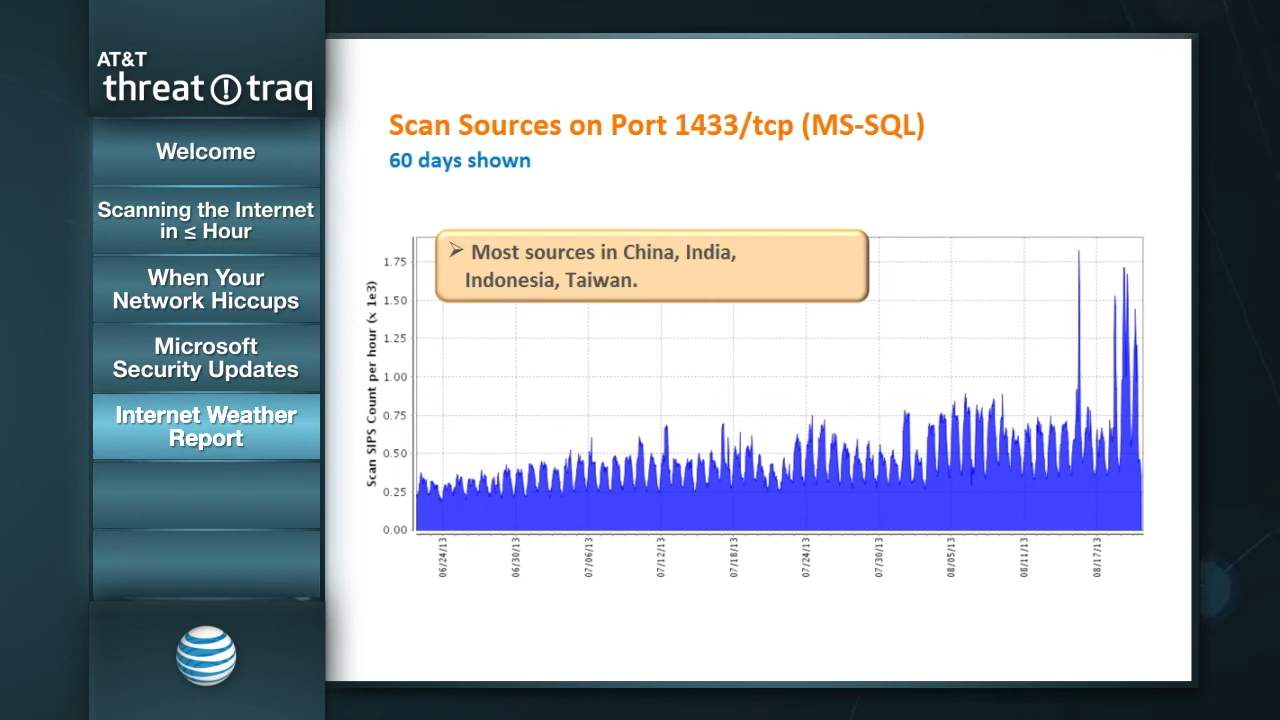 AT&T
threat traq
Welcome
Scanning the Internet
in ≤ Hour
When Your
Network Hiccups
Microsoft
Security Updates
Internet Weather
Report
Scan Sources on Port 1433/tcp (MS-SQL)
60 days shown
➢ Most sources in China, India,
Indonesia, Taiwan.
Scan SIPS Count per hour (x 1e3)
1.75
1.50
1.25
1.00
0.75
0.50
0.25
0.00
06/24/13
06/30/13
07/06/13
07/12/13
07/18/13
07/24/13
07/30/13
08/05/13
08/11/13
08/17/13